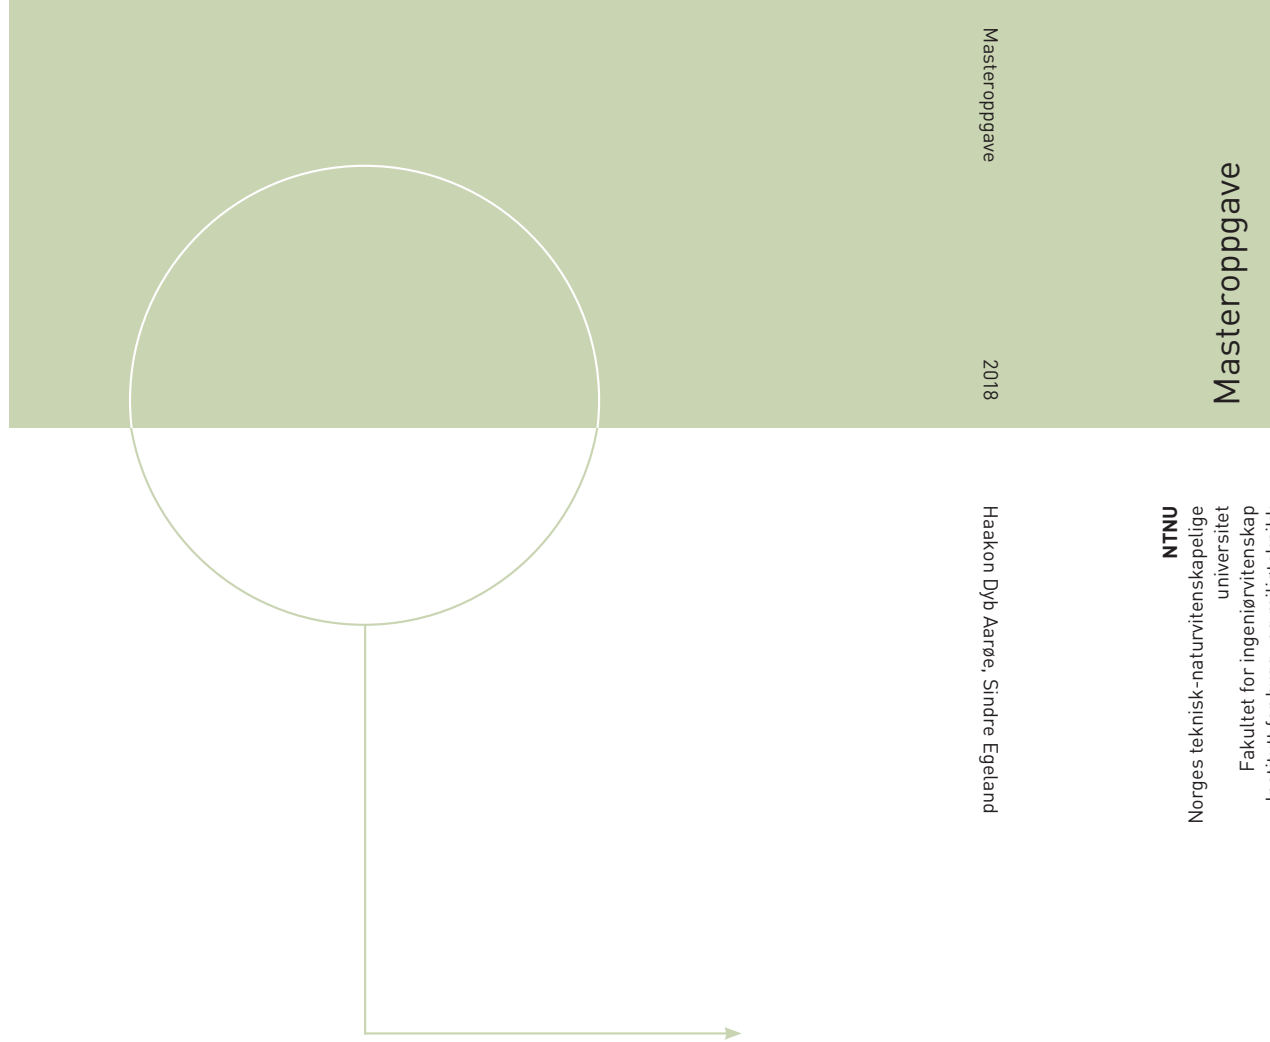 Masteroppgave
2018
Haakon Dyb Aarøe, Sindre Egeland
Masteroppgave
NTNU
Norges teknisk-naturvitenskapelige
universitet
Fakultet for ingeniørvitenskap